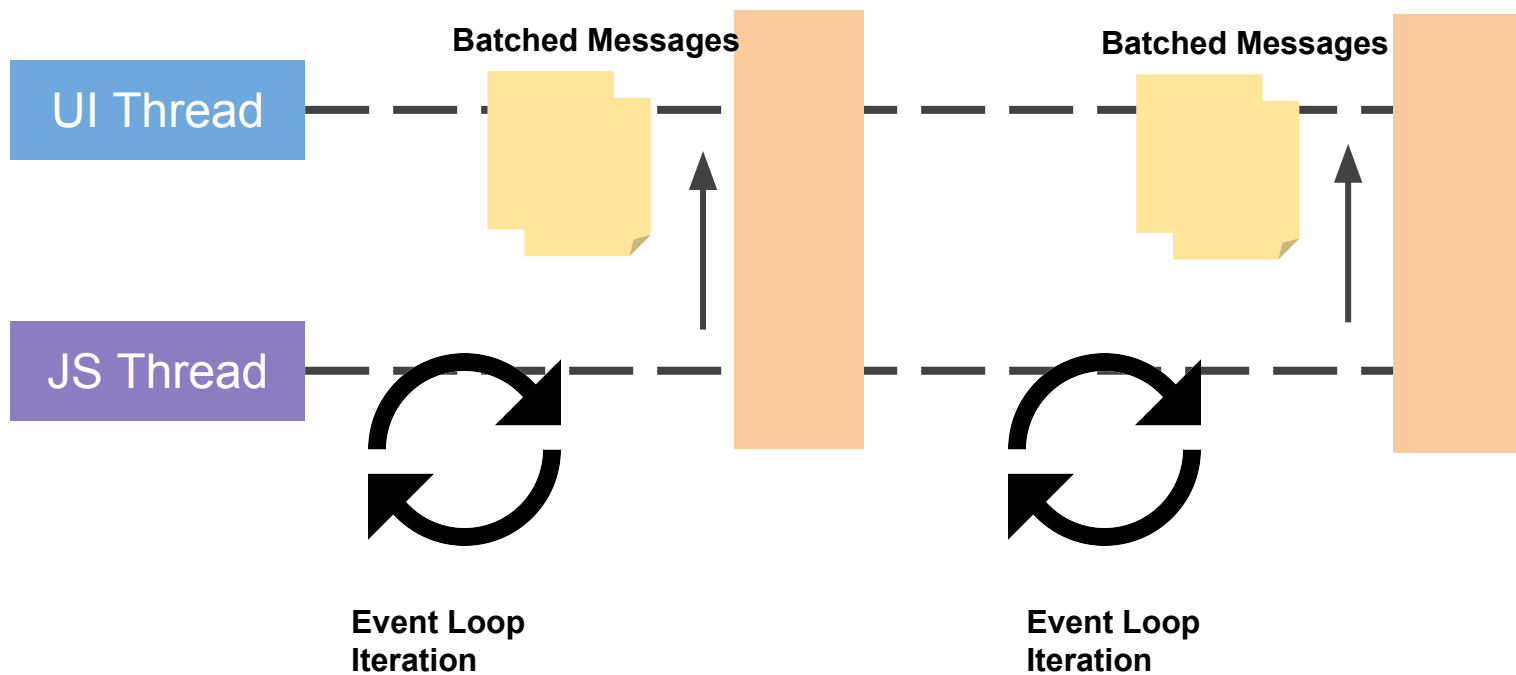 Batched Messages
Batched Messages
UI Thread
JS Thread
Event Loop
Iteration
Event Loop
Iteration